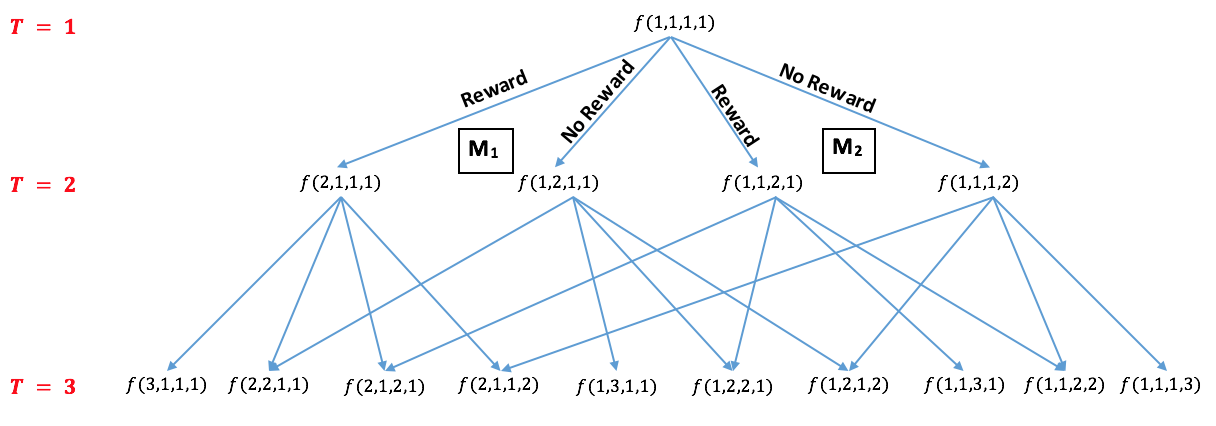 T = 1 f(1,1,1,1)
Reward No Reward Reward No Reward
M₁ M₂
T = 2 f(2,1,1,1) f(1,2,1,1) f(1,1,2,1) f(1,1,1,2)
T = 3 f(3,1,1,1) f(2,2,1,1) f(2,1,2,1) f(2,1,1,2) f(1,3,1,1) f(1,2,2,1) f(1,2,1,2) f(1,1,3,1) f(1,1,2,2) f(1,1,1,3)